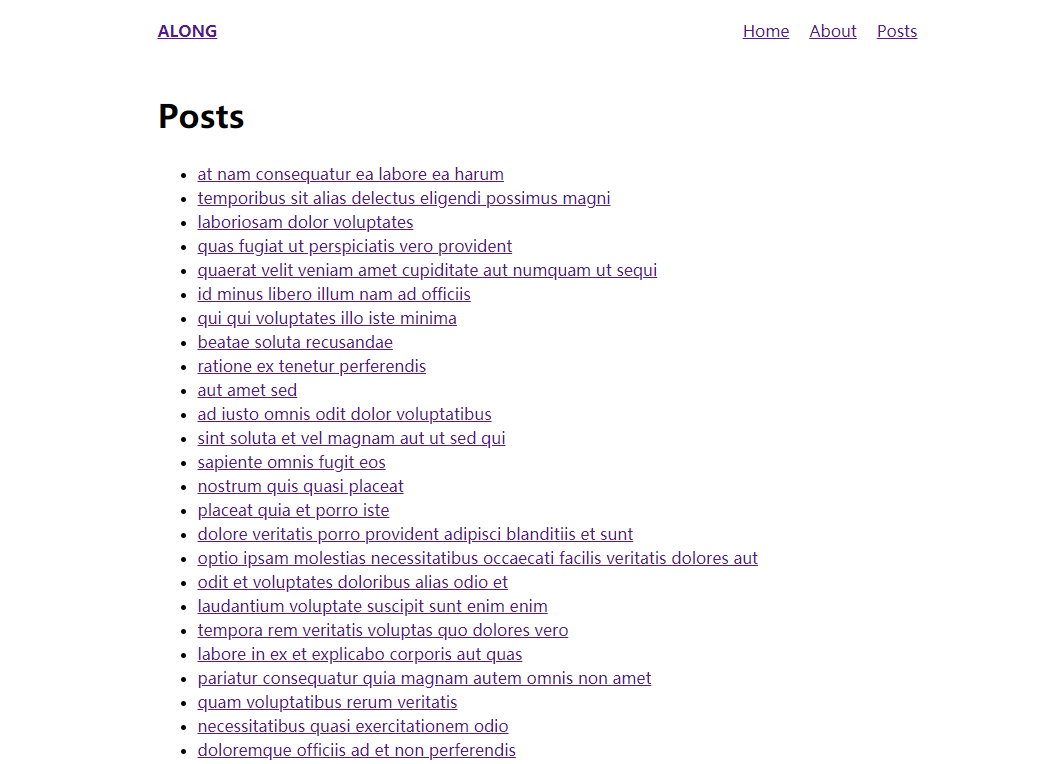 ALONG
Home About Posts
Posts
at nam consequatur ea labore ea harum
temporibus sit alias delectus eligendi possimus magni
laboriosam dolor voluptates
quas fugiat ut perspiciatis vero provident
quaerat velit veniam amet cupiditate aut numquam ut sequi
id minus libero illum nam ad officiis
qui qui voluptates illo iste minima
beatae soluta recusandae
ratione ex tenetur perferendis
aut amet sed
ad iusto omnis odit dolor voluptatibus
sint soluta et vel magnam aut ut sed qui
sapiente omnis fugit eos
nostrum quis quasi placeat
placeat quia et porro iste
dolore veritatis porro provident adipisci blanditiis et sunt
optio ipsam molestias necessitatibus occaecati facilis veritatis dolores aut
odit et voluptates doloribus alias odio et
laudantium voluptate suscipit sunt enim enim
tempora rem veritatis voluptas quo dolores vero
labore in ex et explicabo corporis aut quas
pariatur consequatur quia magnam autem omnis non amet
quam voluptatibus rerum veritatis
necessitatibus quasi exercitationem odio
doloremque officiis ad et non perferendis